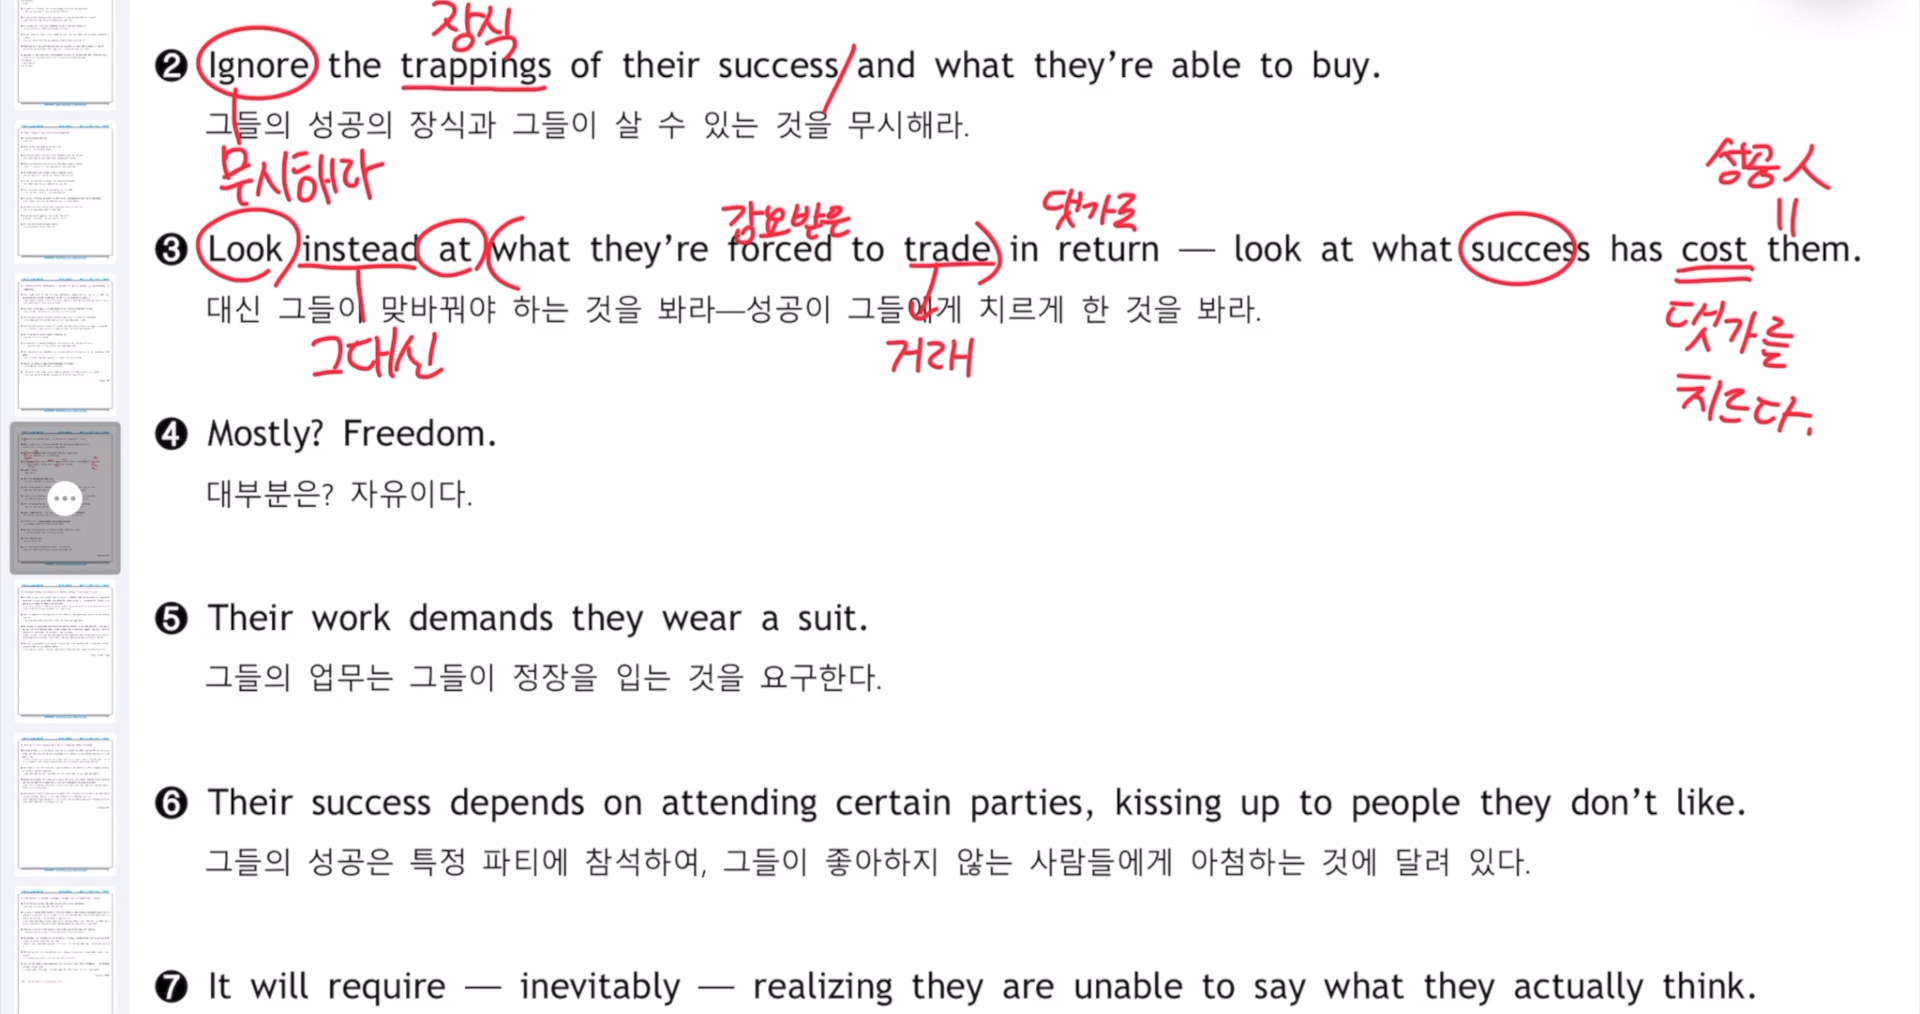 장식
❷ Ignore the trappings of their success/and what they're able to buy.
그들의 성공의 장식과 그들이 살 수 있는 것을 무시해라.
무시해라
성공人
강요받은
댓가를
❸ Look instead at (what they're forced to trade) in return — look at what success has cost them.
대신 그들이 맞바꿔야 하는 것을 봐라—성공이 그들에게 치르게 한 것을 봐라.
그대신
거래
댓가를
치르다.
❹ Mostly? Freedom.
대부분은? 자유이다.
❺ Their work demands they wear a suit.
그들의 업무는 그들이 정장을 입는 것을 요구한다.
❻ Their success depends on attending certain parties, kissing up to people they don't like.
그들의 성공은 특정 파티에 참석하여, 그들이 좋아하지 않는 사람들에게 아첨하는 것에 달려 있다.
❼ It will require — inevitably — realizing they are unable to say what they actually think.